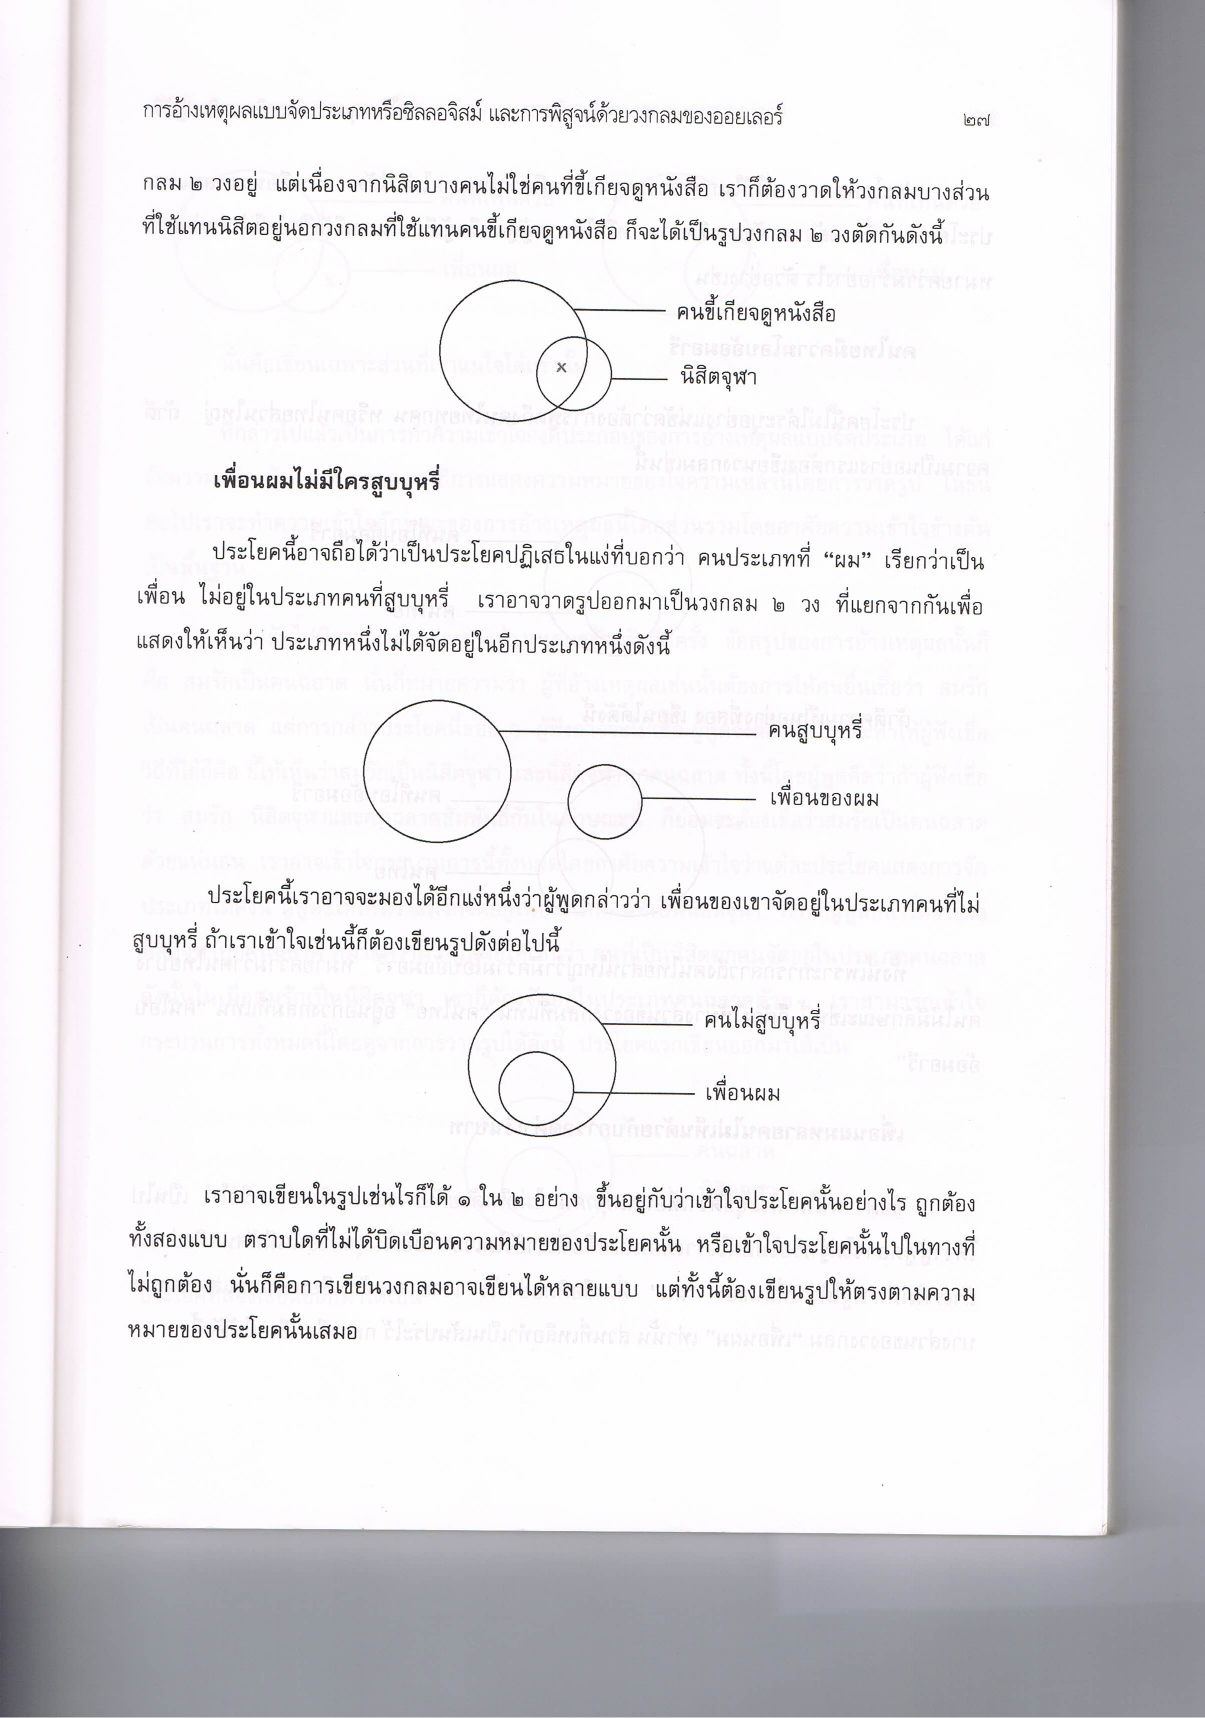 การอ้างเหตุผลแบบจัดประเภทหรือซิลลอจิสม์ และการพิสูจน์ด้วยวงกลมของออยเลอร์ ๒๗
กลม ๒ วงอยู่ แต่เนื่องจากนิสิตบางคนไม่ใช่คนที่ขี้เกียจดูหนังสือ เราก็ต้องวาดให้วงกลมบางส่วน
ที่ใช้แทนนิสิตอยู่นอกวงกลมที่ใช้แทนคนขี้เกียจดูหนังสือ ก็จะได้เป็นรูปวงกลม ๒ วงตัดกันดังนี้
คนขี้เกียจดูหนังสือ
x
นิสิตจุฬา
เพื่อนผมไม่มีใครสูบบุหรี่
ประโยคนี้อาจถือได้ว่าเป็นประโยคปฏิเสธในแง่ที่บอกว่า คนประเภทที่ “ผม” เรียกว่าเป็น
เพื่อน ไม่อยู่ในประเภทคนที่สูบบุหรี่ เราอาจวาดรูปออกมาเป็นวงกลม ๒ วง ที่แยกจากกันเพื่อ
แสดงให้เห็นว่า ประเภทหนึ่งไม่ได้จัดอยู่ในอีกประเภทหนึ่งดังนี้
คนสูบบุหรี่
เพื่อนของผม
ประโยคนี้เราอาจจะมองได้อีกแง่หนึ่งว่าผู้พูดกล่าวว่า เพื่อนของเขาจัดอยู่ในประเภทคนที่ไม่
สูบบุหรี่ ถ้าเราเข้าใจเช่นนี้ก็ต้องเขียนรูปดังต่อไปนี้
คนไม่สูบบุหรี่
เพื่อนผม
เราอาจเขียนในรูปเช่นไรก็ได้ ๑ ใน ๒ อย่าง ขึ้นอยู่กับว่าเข้าใจประโยคนั้นอย่างไร ถูกต้อง
ทั้งสองแบบ ตราบใดที่ไม่ได้บิดเบือนความหมายของประโยคนั้น หรือเข้าใจประโยคนั้นไปในทางที่
ไม่ถูกต้อง นั่นก็คือการเขียนวงกลมอาจเขียนได้หลายแบบ แต่ทั้งนี้ต้องเขียนรูปให้ตรงตามความ
หมายของประโยคนั้นเสมอ